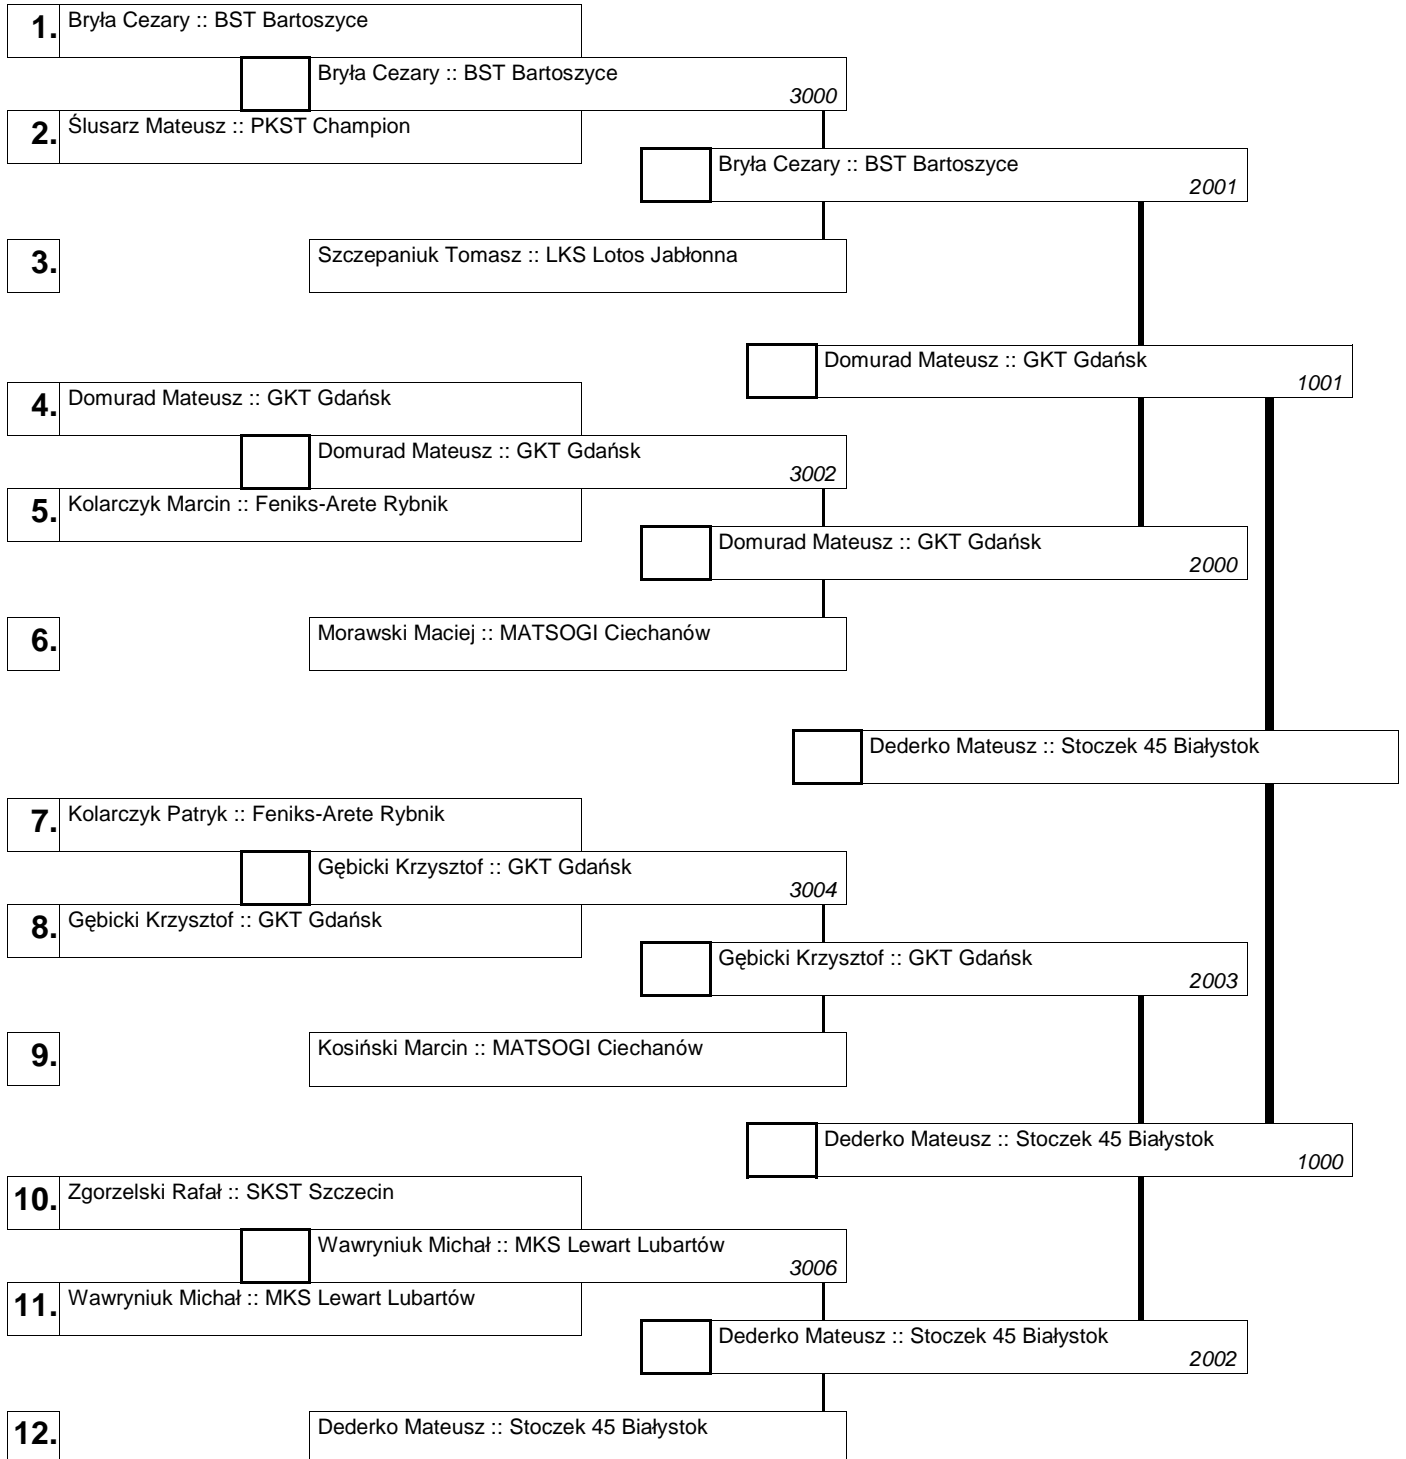 1. Bryła Cezary :: BST Bartoszyce
Bryła Cezary :: BST Bartoszyce
3000
2. Ślusarz Mateusz :: PKST Champion
Bryła Cezary :: BST Bartoszyce
2001
3. Szczepaniuk Tomasz :: LKS Lotos Jabłonna
Domurad Mateusz :: GKT Gdańsk
1001
4. Domurad Mateusz :: GKT Gdańsk
Domurad Mateusz :: GKT Gdańsk
3002
5. Kolarczyk Marcin :: Feniks-Arete Rybnik
Domurad Mateusz :: GKT Gdańsk
2000
6. Morawski Maciej :: MATSOGI Ciechanów
Dederko Mateusz :: Stoczek 45 Białystok
7. Kolarczyk Patryk :: Feniks-Arete Rybnik
Gębicki Krzysztof :: GKT Gdańsk
3004
8. Gębicki Krzysztof :: GKT Gdańsk
Gębicki Krzysztof :: GKT Gdańsk
2003
9. Kosiński Marcin :: MATSOGI Ciechanów
Dederko Mateusz :: Stoczek 45 Białystok
1000
10. Zgorzelski Rafał :: SKST Szczecin
Wawryniuk Michał :: MKS Lewart Lubartów
3006
11. Wawryniuk Michał :: MKS Lewart Lubartów
Dederko Mateusz :: Stoczek 45 Białystok
2002
12. Dederko Mateusz :: Stoczek 45 Białystok